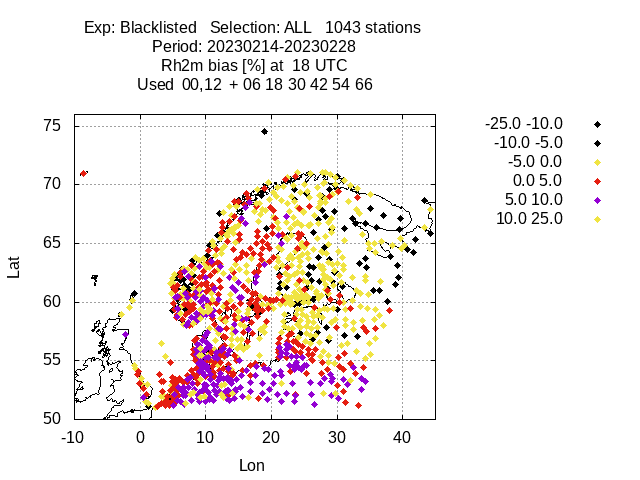 Exp: Blacklisted   Selection: ALL   1043 stations
Period: 20230214-20230228
Rh2m bias [%] at  18 UTC
Used  00,12  + 06 18 30 42 54 66
-25.0 -10.0
-10.0 -5.0
-5.0 0.0
0.0 5.0
5.0 10.0
10.0 25.0
75
70
65
60
55
50
Lat
-10 0 10 20 30 40
Lon